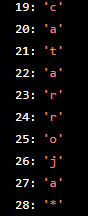 19: 'c'
20: 'a'
21: 't'
22: 'a'
23: 'r'
24: 'r'
25: 'o'
26: 'j'
27: 'a'
28: '*'